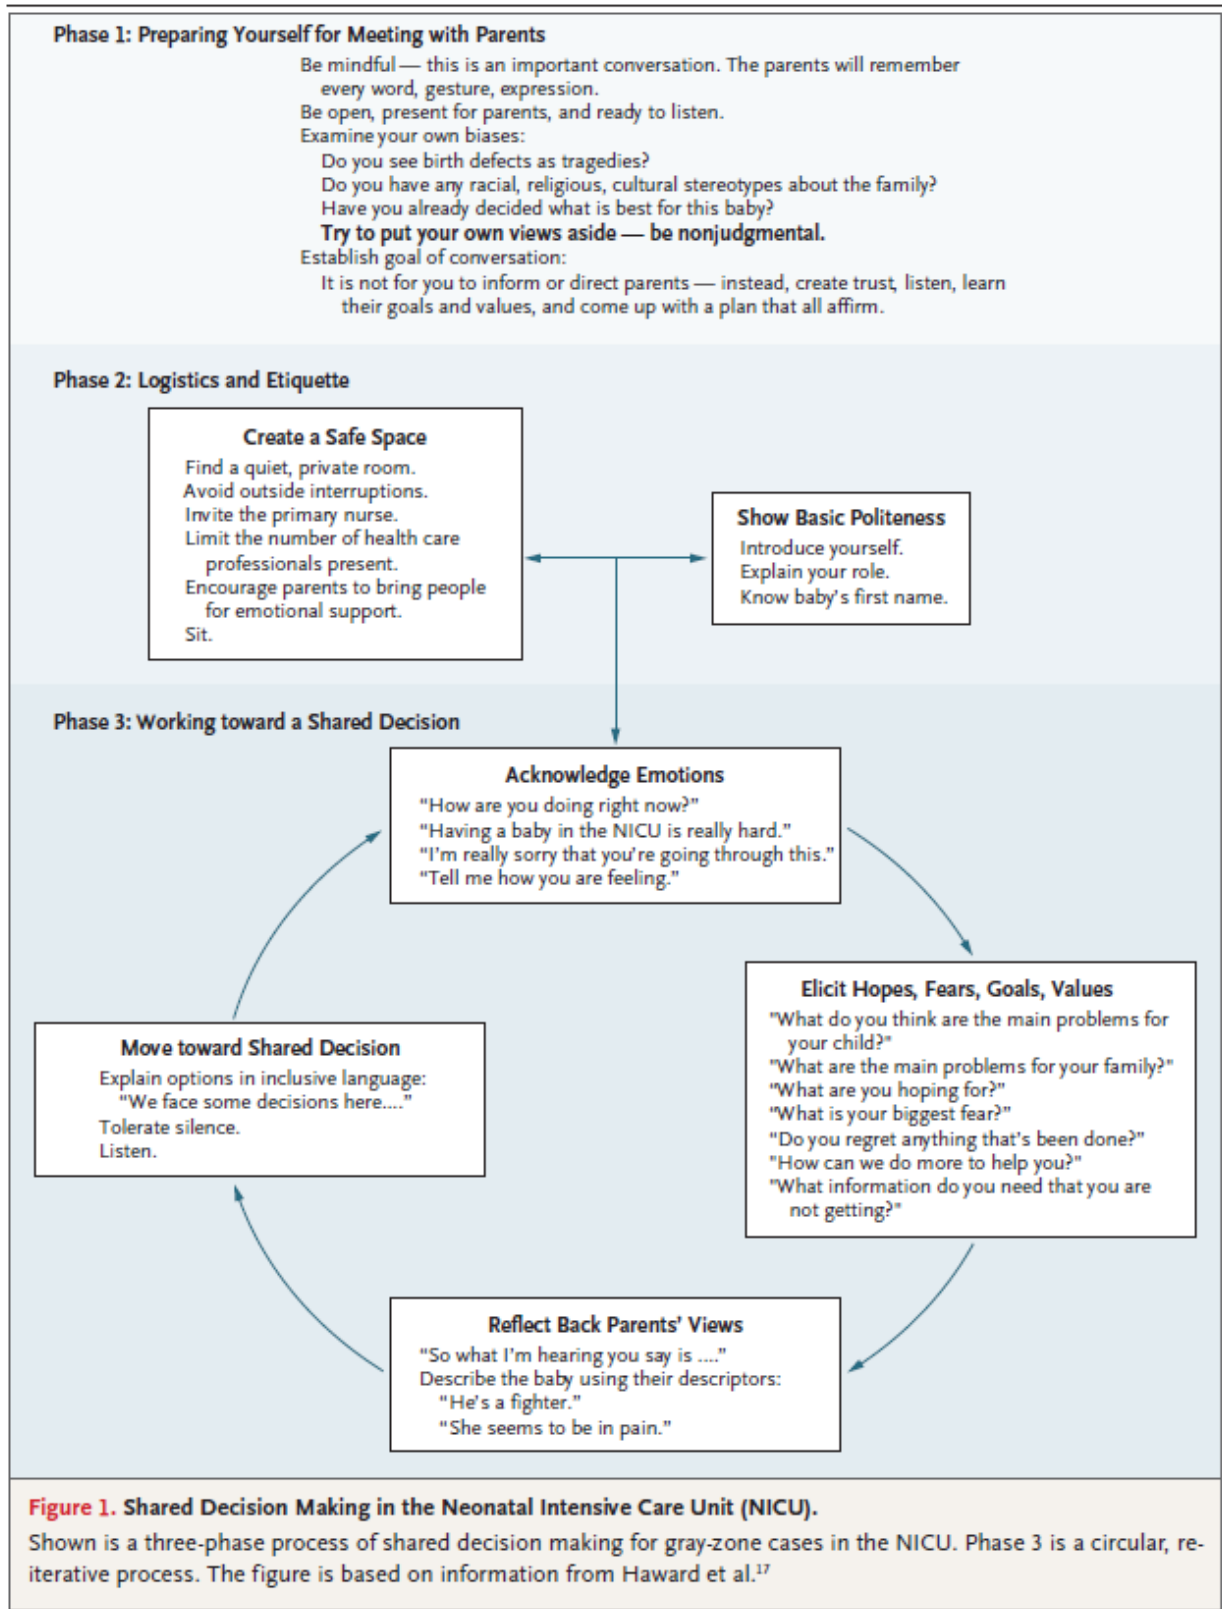 Phase 1: Preparing Yourself for Meeting with Parents
Be mindful — this is an important conversation. The parents will remember
every word, gesture, expression.
Be open, present for parents, and ready to listen.
Examine your own biases:
Do you see birth defects as tragedies?
Do you have any racial, religious, cultural stereotypes about the family?
Have you already decided what is best for this baby?
Try to put your own views aside — be nonjudgmental.
Establish goal of conversation:
It is not for you to inform or direct parents — instead, create trust, listen, learn
their goals and values, and come up with a plan that all affirm.
Phase 2: Logistics and Etiquette
Create a Safe Space
Find a quiet, private room.
Avoid outside interruptions.
Invite the primary nurse.
Limit the number of health care
professionals present.
Encourage parents to bring people
for emotional support.
Sit.
Show Basic Politeness
Introduce yourself.
Explain your role.
Know baby's first name.
Phase 3: Working toward a Shared Decision
Acknowledge Emotions
“How are you doing right now?”
“Having a baby in the NICU is really hard.”
“I'm really sorry that you're going through this.”
“Tell me how you are feeling.”
Elicit Hopes, Fears, Goals, Values
"What do you think are the main problems for
your child?"
"What are the main problems for your family?"
"What are you hoping for?"
"What is your biggest fear?"
“Do you regret anything that's been done?”
"How can we do more to help you?"
"What information do you need that you are
not getting?"
Reflect Back Parents' Views
“So what I'm hearing you say is ....”
Describe the baby using their descriptors:
“He's a fighter.”
“She seems to be in pain.”
Move toward Shared Decision
Explain options in inclusive language:
“We face some decisions here....”
Tolerate silence.
Listen.
Figure 1. Shared Decision Making in the Neonatal Intensive Care Unit (NICU).
Shown is a three-phase process of shared decision making for gray-zone cases in the NICU. Phase 3 is a circular, re-
iterative process. The figure is based on information from Haward et al.17